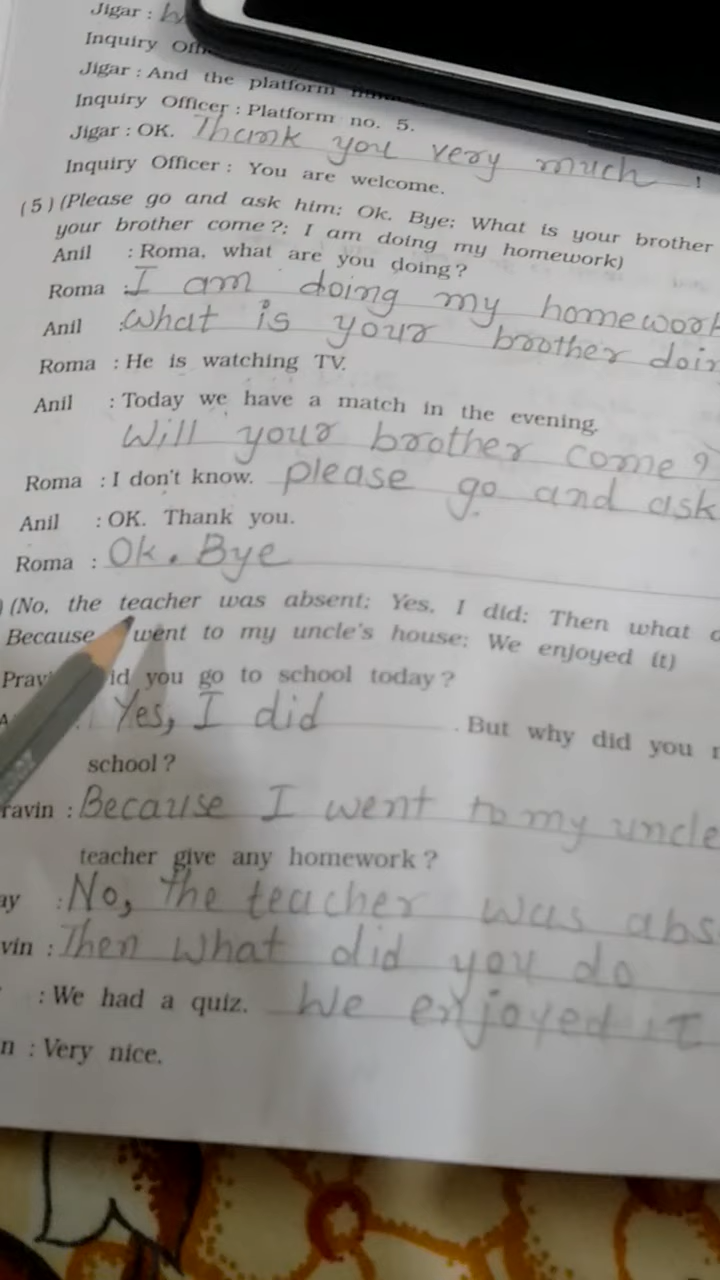 Jigar :
Inquiry
Jigar : And the platform
Inquiry Officer : Platform no. 5.
Jigar : OK. Thank you very much !
Inquiry Officer : You are welcome.
(5) (Please go and ask him; Ok. Bye; What is your brother
your brother come?; I am doing my homework)
Anil : Roma, what are you doing?
Roma : I am doing my homework
Anil : What is your brother
Roma : He is watching TV.
Anil : Today we have a match in the evening.
Will your brother come?
Roma : I don't know. please go and ask
Anil : OK. Thank you.
Roma : Ok. Bye
(No, the teacher was absent; Yes, I did; Then what
Because went to my uncle's house; We enjoyed it)
you go to school today?
Yes, I did . But why did you
school?
: Because I went to my uncle
teacher give any homework?
: No, the teacher was
: Then what did you do
: We had a quiz. We enjoyed it
: Very nice.